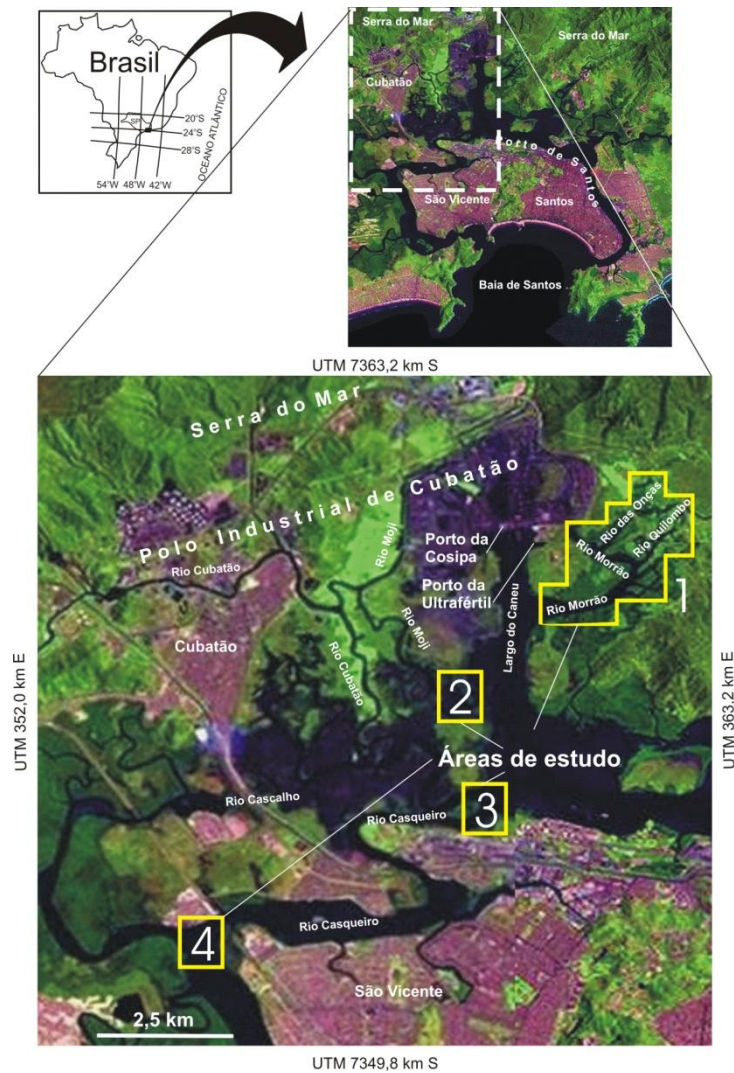 Brasil
20°S
SP
24°S
28°S
54°W 48°W 42°W
OCEANO ATLÂNTICO
Serra do Mar
Serra do Mar
Cubatão
Porto de Santos
São Vicente
Santos
Baia de Santos
UTM 7363,2 km S
Serra do Mar
Polo Industrial de Cubatão
Rio Moji
Rio Cubatão
Porto da
Cosipa
Porto da
Ultrafértil
Rio das Onças
Rio Quilombo
Rio Morrão
Rio Morrão
1
Largo do Caneu
Rio Moji
Cubatão
Rio Cubatão
UTM 352,0 km E
UTM 363,2 km E
2
Áreas de estudo
Rio Cascalho
Rio Casqueiro
3
Rio Casqueiro
4
São Vicente
2,5 km
UTM 7349,8 km S